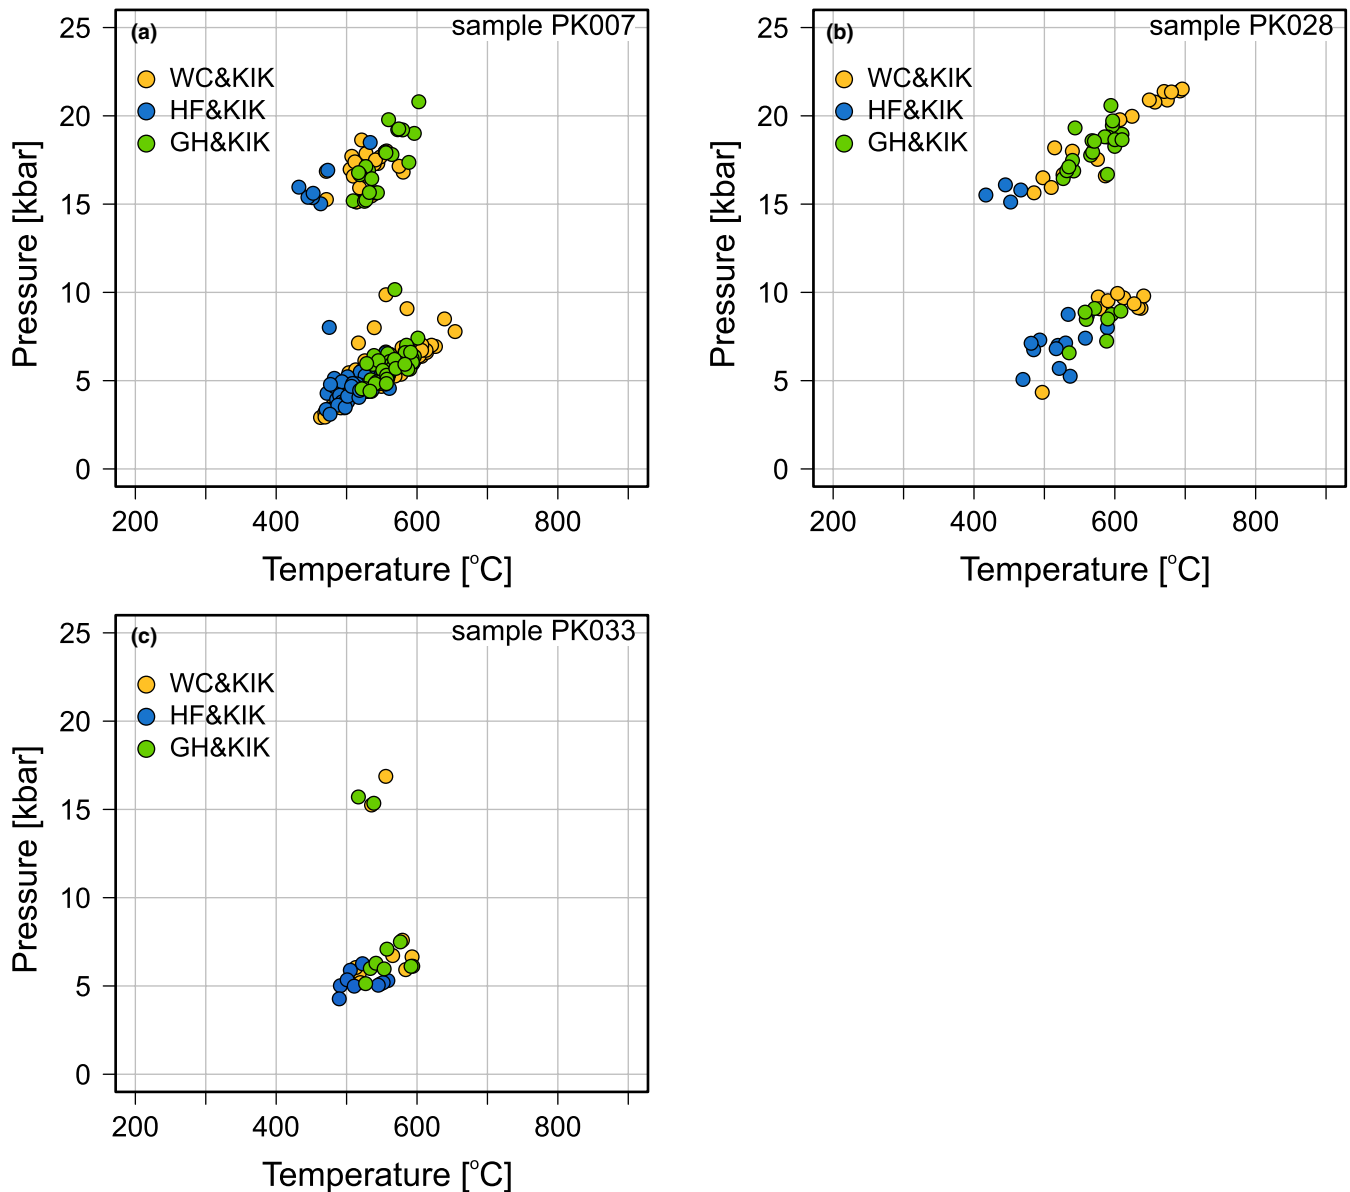 (a)
sample PK007
WC&KIK
HF&KIK
GH&KIK
25
20
15
10
5
0
Pressure [kbar]
200 400 600 800
Temperature [°C]
(b)
sample PK028
WC&KIK
HF&KIK
GH&KIK
25
20
15
10
5
0
Pressure [kbar]
200 400 600 800
Temperature [°C]
(c)
sample PK033
WC&KIK
HF&KIK
GH&KIK
25
20
15
10
5
0
Pressure [kbar]
200 400 600 800
Temperature [°C]